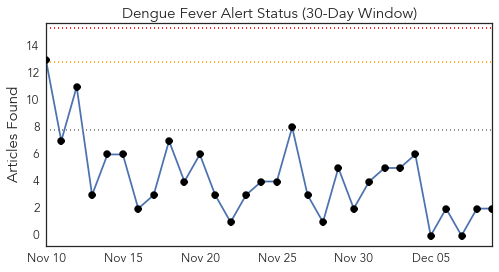 Dengue Fever Alert Status (30-Day Window)
Articles Found
14
12
10
8
6
4
2
0
Nov 10
Nov 15
Nov 20
Nov 25
Nov 30
Dec 05